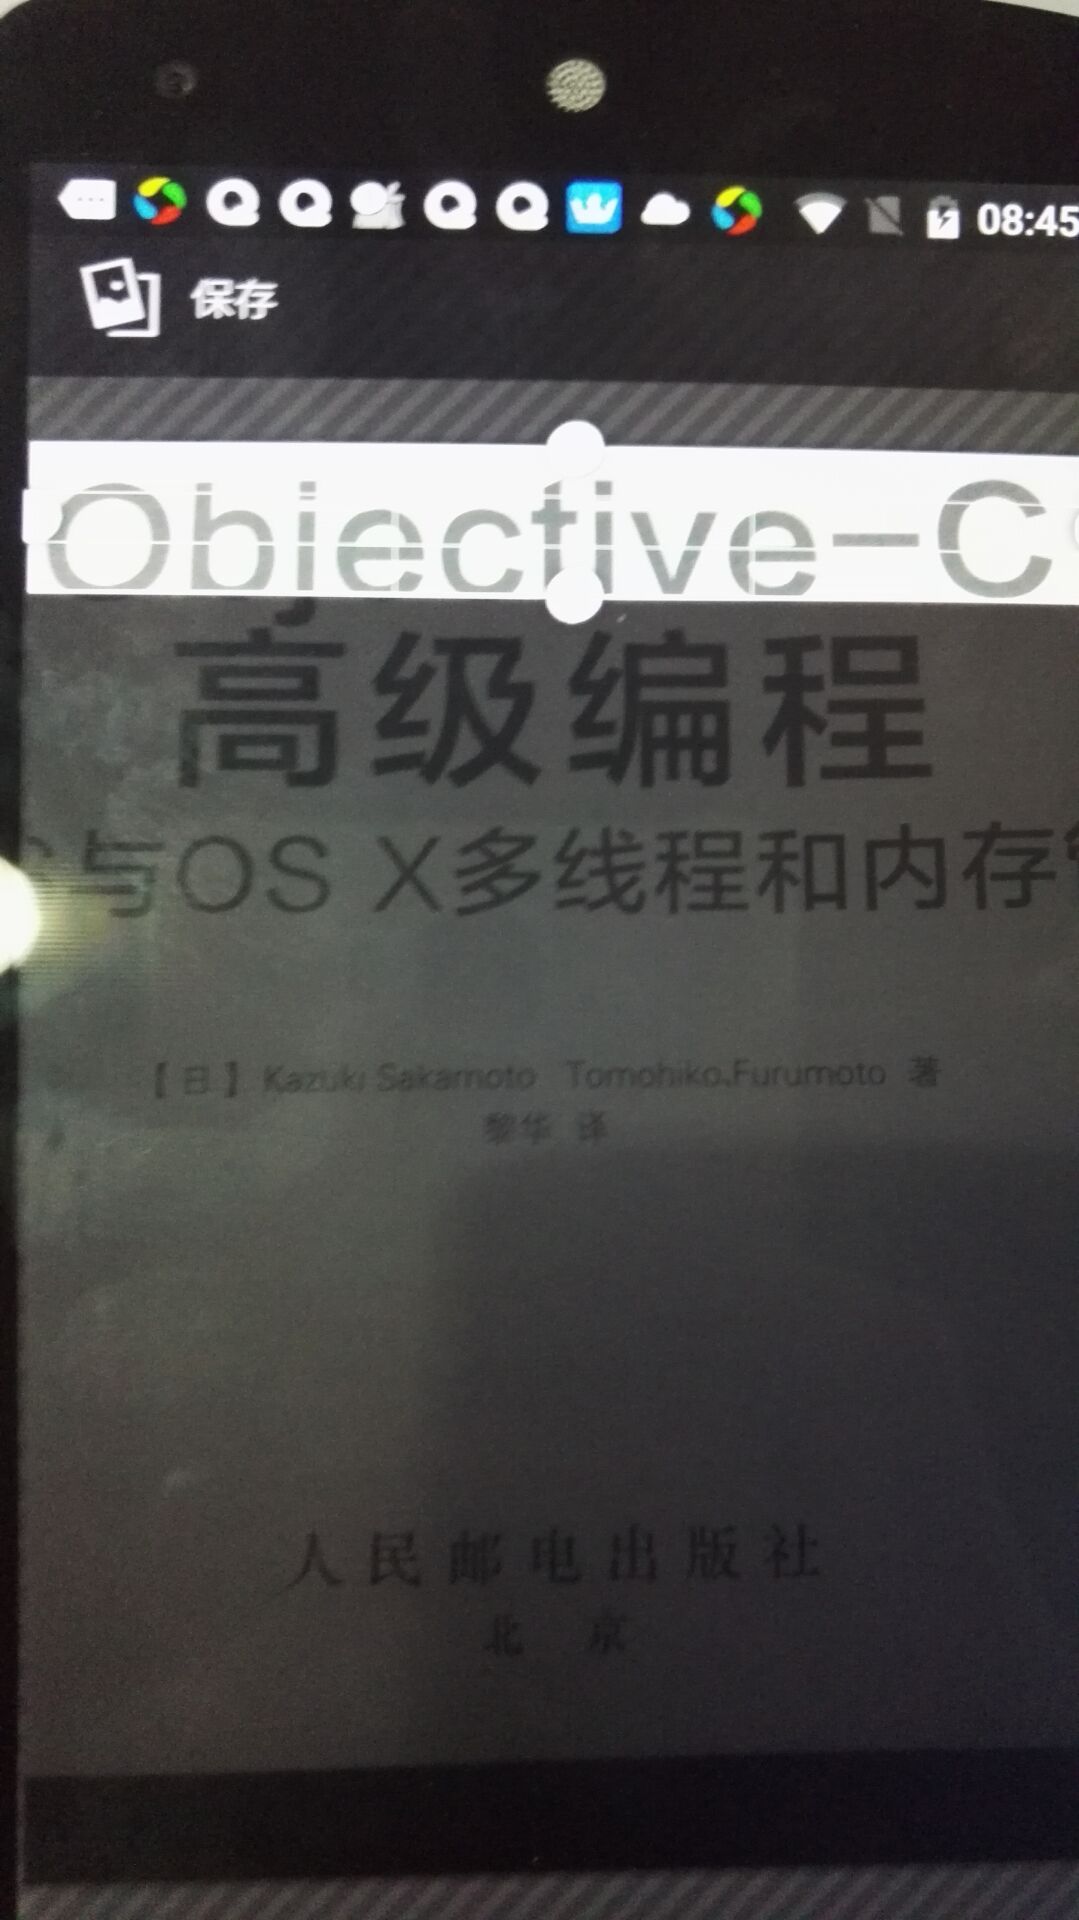 08:45
保存
Objective-C
高级编程
与OS X多线程和内存
【日】Kazuki Sakamoto Tomohiko Furumoto 著
黎华 译
人民邮电出版社
北 京